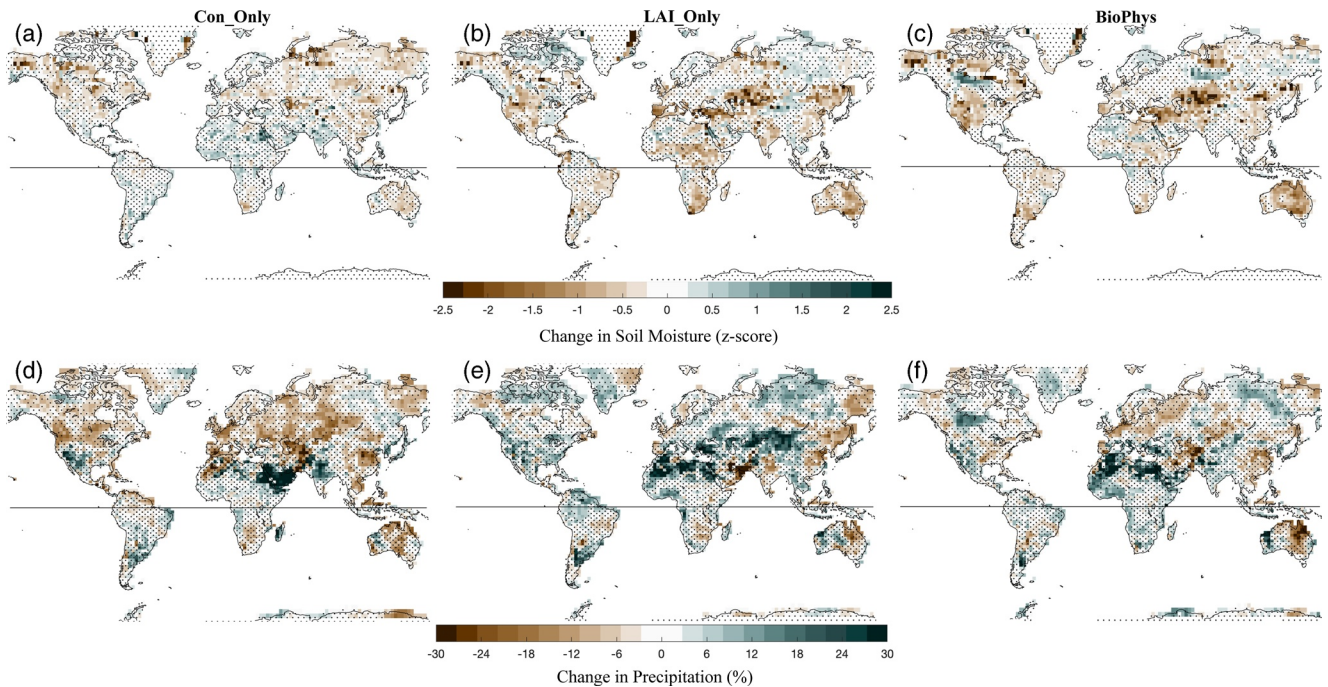 Con_Only LAI_Only BioPhys
(a) (b) (c)
-2.5 -2 -1.5 -1 -0.5 0 0.5 1 1.5 2 2.5
Change in Soil Moisture (z-score)
(d) (e) (f)
-30 -24 -18 -12 -6 0 6 12 18 24 30
Change in Precipitation (%)